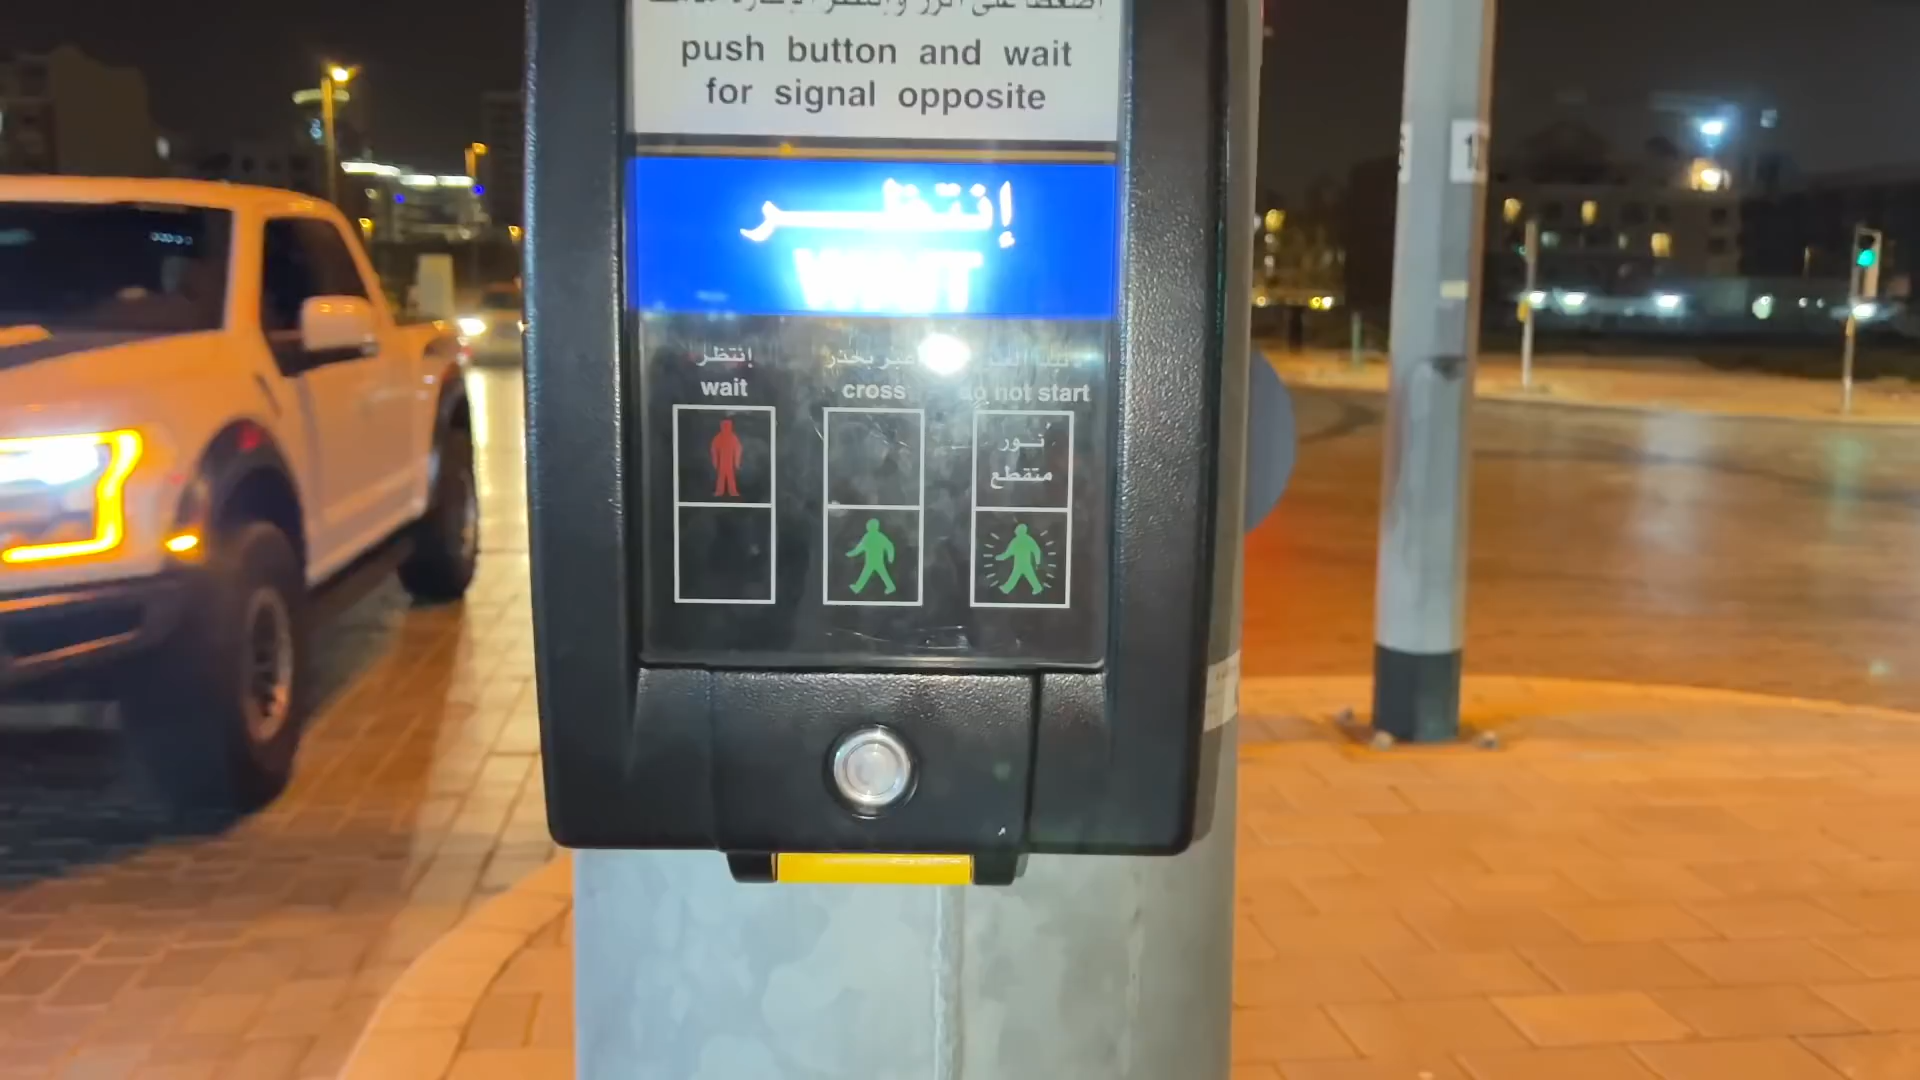 push button and wait
for signal opposite
إنتظر
WAIT
إنتظر
wait
cross
do not start
نور
متقطع